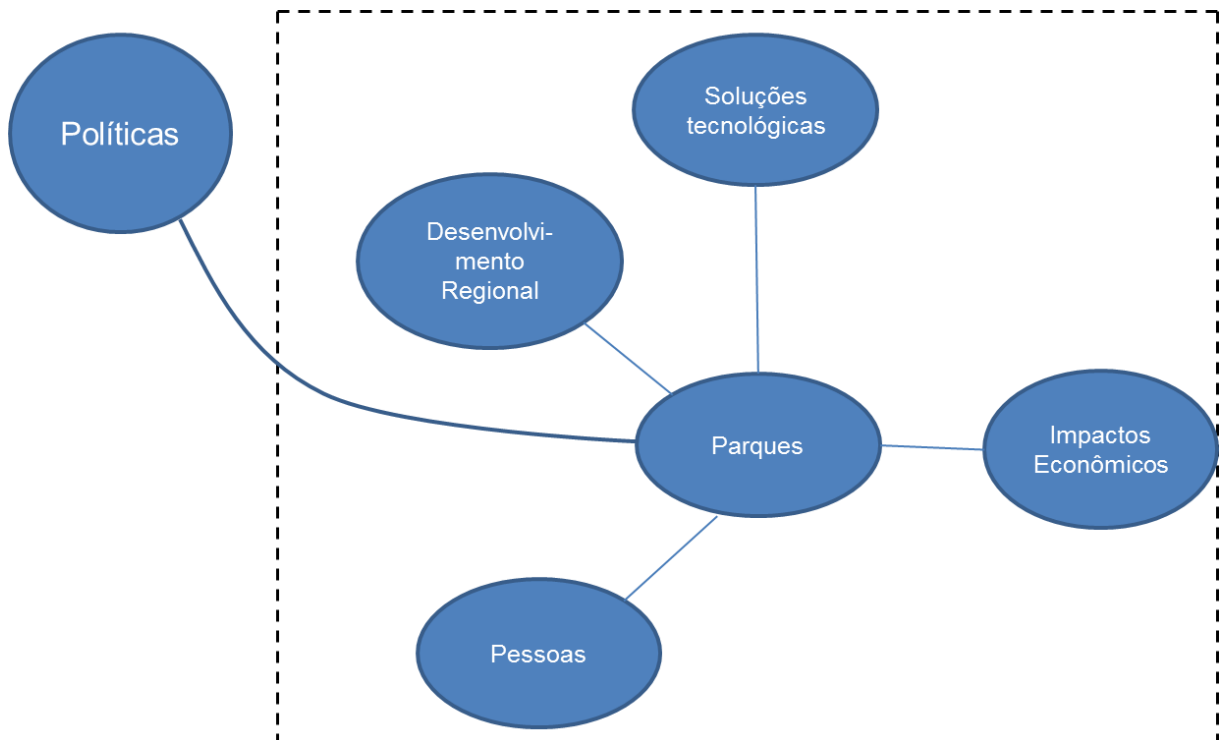 Políticas
Soluções
tecnológicas
Desenvolvi-
mento
Regional
Parques
Impactos
Econômicos
Pessoas